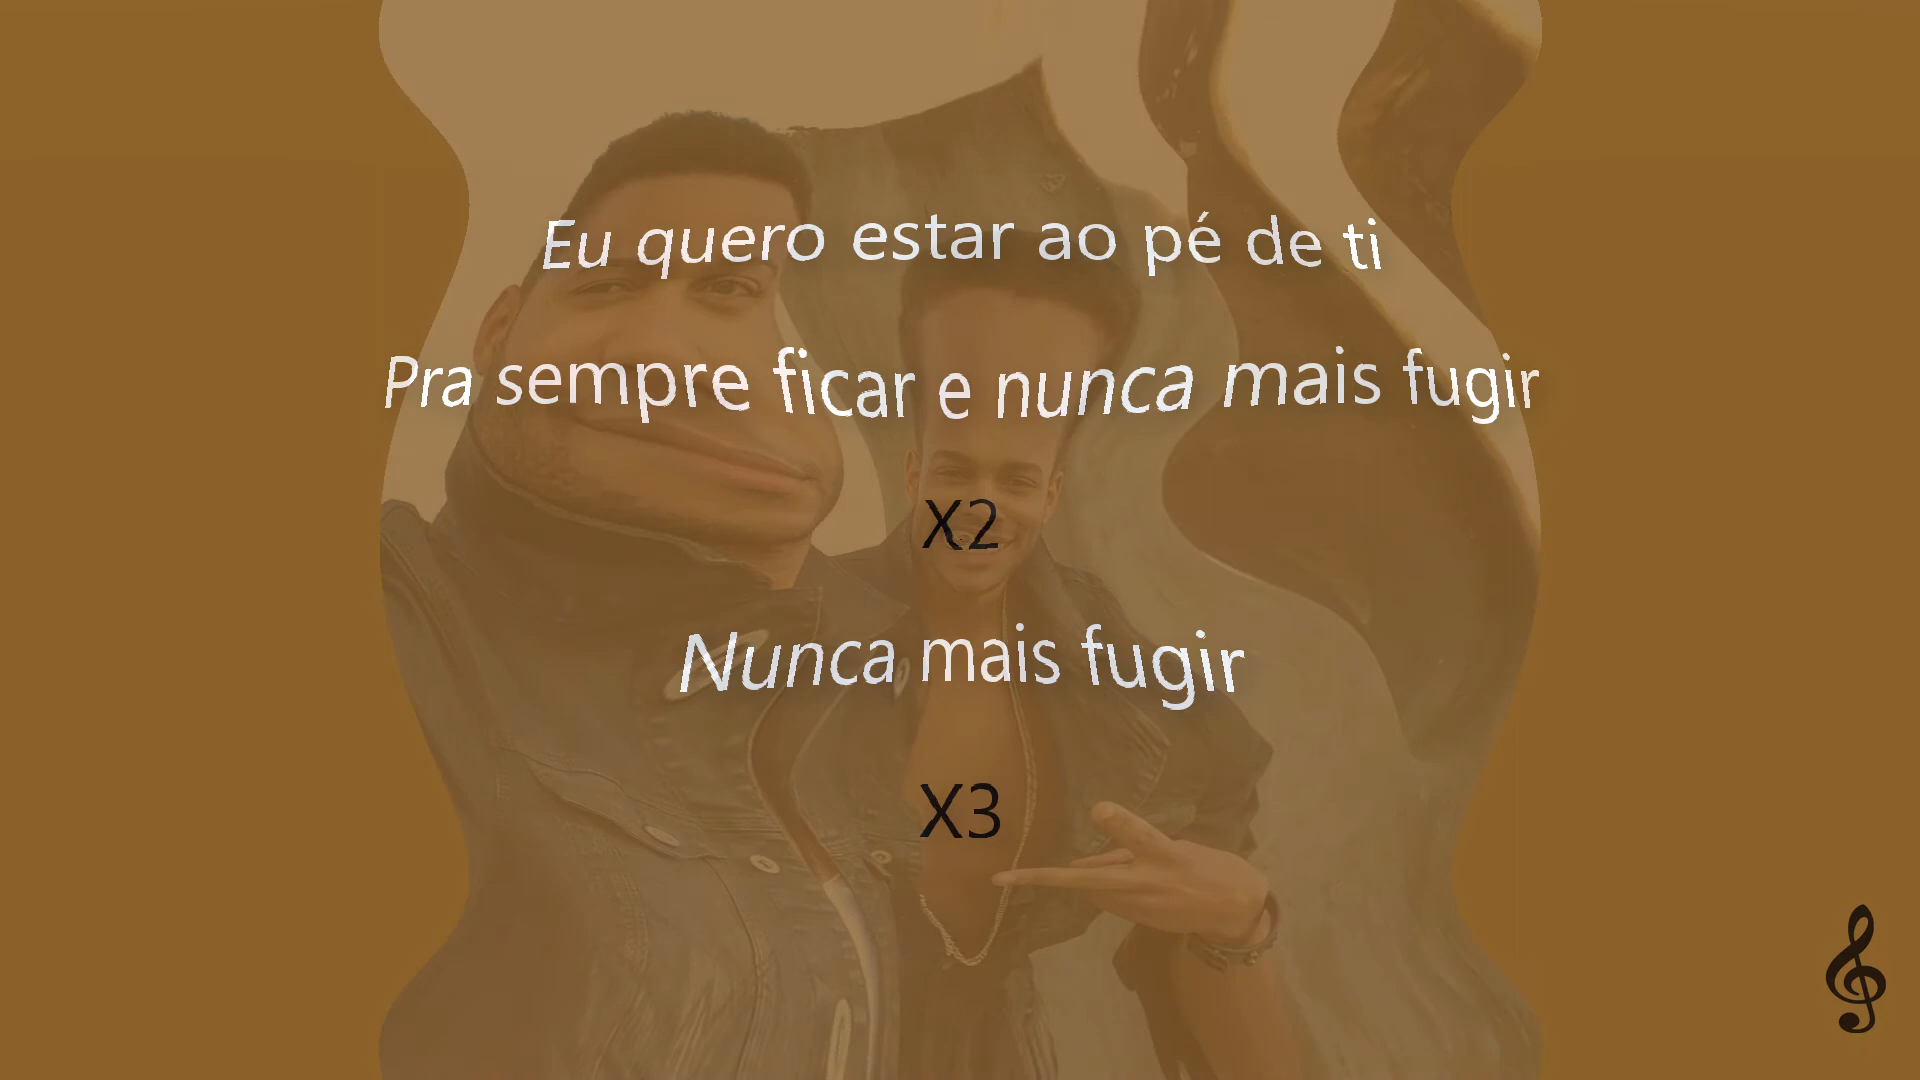 Eu quero estar ao pé de ti
Pra sempre ficar e nunca mais fugir
X2
Nunca mais fugir
X3